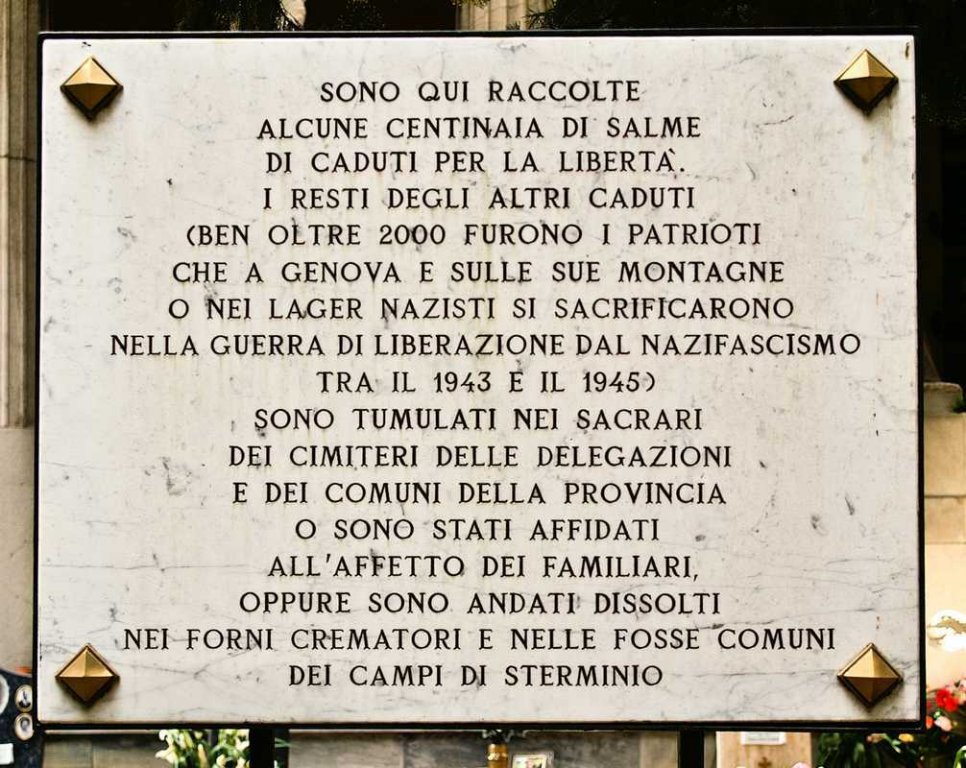 SONO QUI RACCOLTE
ALCUNE CENTINAIA DI SALME
DI CADUTI PER LA LIBERTÀ.
I RESTI DEGLI ALTRI CADUTI
(BEN OLTRE 2000 FURONO I PATRIOTI
CHE A GENOVA E SULLE SUE MONTAGNE
O NEI LAGER NAZISTI SI SACRIFICARONO
NELLA GUERRA DI LIBERAZIONE DAL NAZIFASCISMO
TRA IL 1943 E IL 1945)
SONO TUMULATI NEI SACRARI
DEI CIMITERI DELLE DELEGAZIONI
E DEI COMUNI DELLA PROVINCIA
O SONO STATI AFFIDATI
ALL'AFFETTO DEI FAMILIARI,
OPPURE SONO ANDATI DISSOLTI
NEI FORNI CREMATORI E NELLE FOSSE COMUNI
DEI CAMPI DI STERMINIO